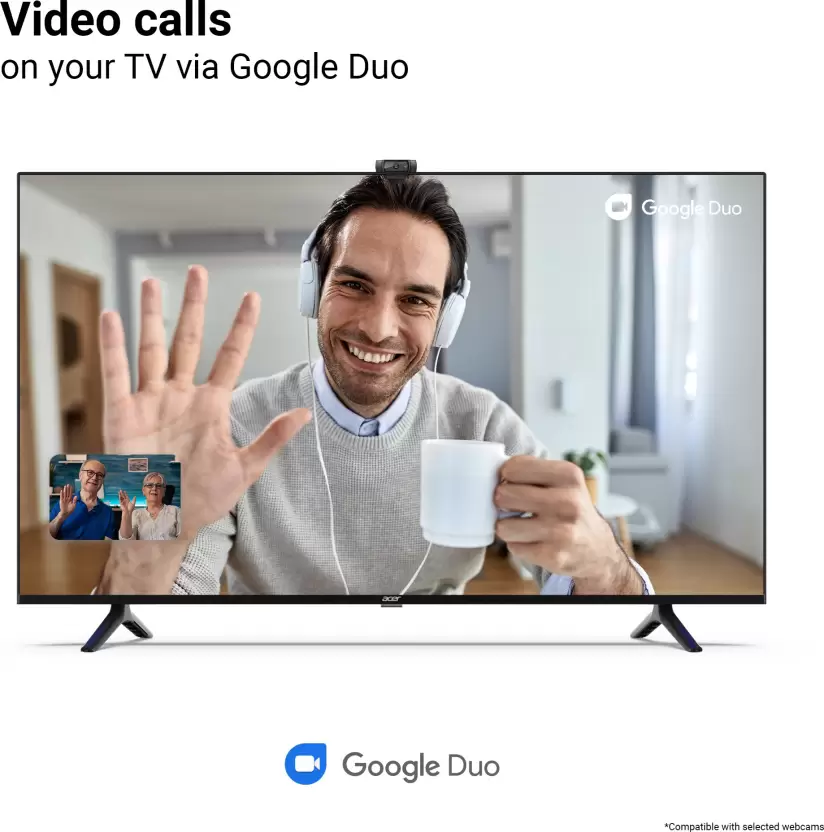 Video calls
on your TV via Google Duo
Google Duo
acer
Google Duo
*Compatible with selected webcams